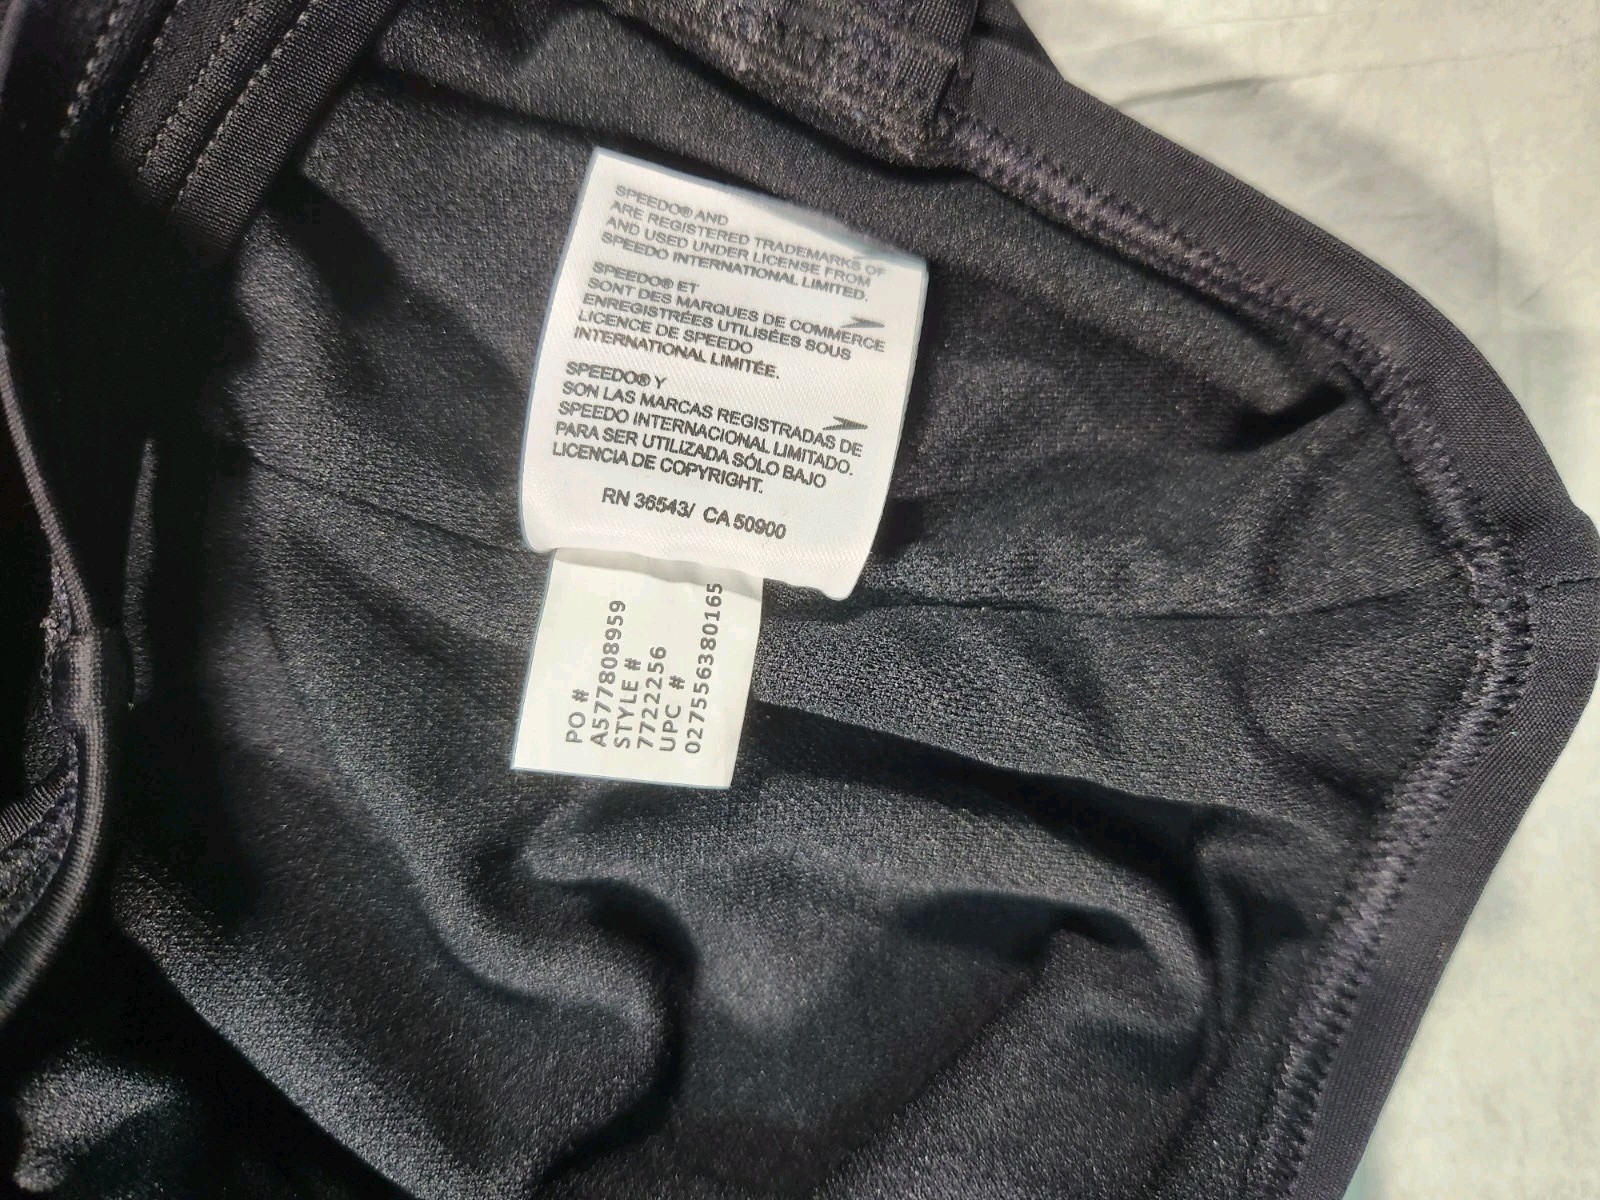 SPEEDO® AND
ARE REGISTERED TRADEMARKS OF
AND USED UNDER LICENSE FROM
SPEEDO INTERNATIONAL LIMITED.
SPEEDO® ET
SONT DES MARQUES DE COMMERCE
ENREGISTRÉES UTILISÉES SOUS
LICENCE DE SPEEDO
INTERNATIONAL LIMITÉE.
SPEEDO® Y
SON LAS MARCAS REGISTRADAS DE
SPEEDO INTERNACIONAL LIMITADO.
PARA SER UTILIZADA SÓLO BAJO
LICENCIA DE COPYRIGHT.
RN 36543/ CA 50900
PO #
A577808959
STYLE #
7722256
UPC #
027556380165